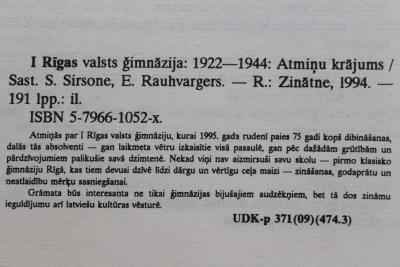 I Rīgas valsts ģimnāzija: 1922—1944: Atmiņu krājums /
Sast. S. Sirsone, E. Rauhvargers. — R.: Zinātne, 1994. —
191 lpp.: il.
ISBN 5-7966-1052-x.
Atmiņās par I Rīgas valsts ģimnāziju, kurai 1995. gada rudenī paies 75 gadi kopš dibināšanas,
dalās tās absolventi — gan laikmeta vētru izkaisītie visā pasaulē, gan pēc dažādām grūtībām un
pārdzīvojumiem palikušie savā dzimtenē. Nekad viņi nav aizmirsuši savu skolu — pirmo klasisko
ģimnāziju Rīgā, kas tiem devusi dzīvē līdzi dārgu un vērtīgu ceļa maizi — zināšanas, godaprātu un
neatlaidību mērķu sasniegšanai.
Grāmata būs interesanta ne tikai ģimnāzijas bijušajiem audzēkņiem, bet tā dos zināmu
ieguldījumu arī latviešu kultūras vēsturē.
UDK-p 371(09)(474.3)